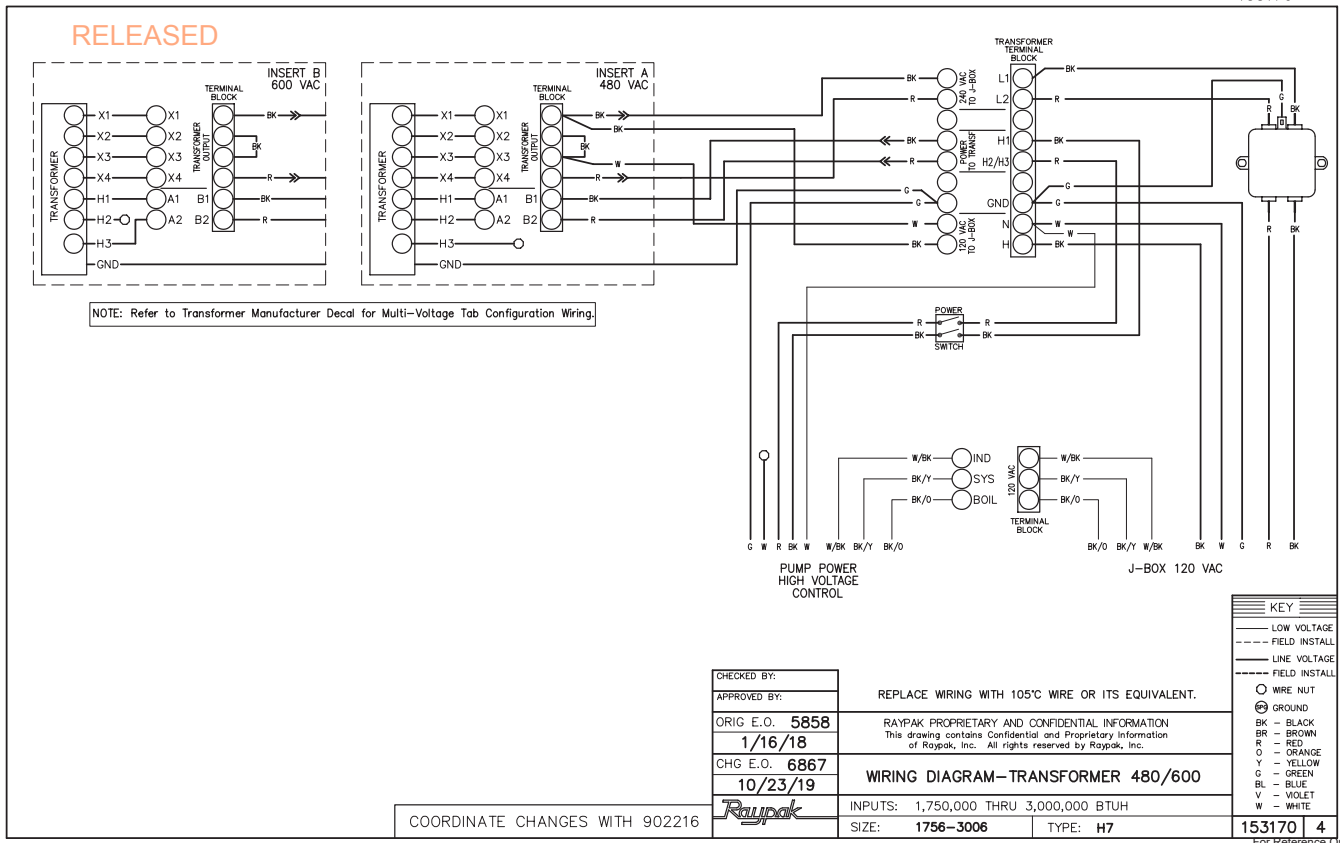 RELEASED
INSERT B
600 VAC
TERMINAL
BLOCK
TRANSFORMER
X1 X1
X2 X2
X3 X3
X4 X4
H1 A1 B1
H2 A2 B2
H3
GND
TRANSFORMER
OUTPUT
BK
BK
R
BK
R
INSERT A
480 VAC
TERMINAL
BLOCK
TRANSFORMER
X1 X1
X2 X2
X3 X3
X4 X4
H1 A1 B1
H2 A2 B2
H3
GND
TRANSFORMER
OUTPUT
BK
BK
BK
W
R
BK
R
NOTE: Refer to Transformer Manufacturer Decal for Multi-Voltage Tab Configuration Wiring.
TRANSFORMER
TERMINAL
BLOCK
BK
R
240 VAC
TO J-BOX
L1
L2
BK
R
BK
R
POWER
TO TRANSF
H1
H2/H3
BK
R
G
G
GND
G
G
W
BK
120 VAC
TO J-BOX
N
H
W
W
BK
G
R
BK
R
BK
POWER
R R
BK BK
SWITCH
W/BK IND
BK/Y SYS
BK/O BOIL
120 VAC
W/BK
BK/Y
BK/O
TERMINAL
BLOCK
G W R BK W W/BK BK/Y BK/O
BK/O BK/Y W/BK BK W G R BK
PUMP POWER
HIGH VOLTAGE
CONTROL
J-BOX 120 VAC
KEY
LOW VOLTAGE
FIELD INSTALL
LINE VOLTAGE
FIELD INSTALL
WIRE NUT
GROUND
BK - BLACK
BR - BROWN
R - RED
O - ORANGE
Y - YELLOW
G - GREEN
BL - BLUE
V - VIOLET
W - WHITE
153170 4
CHECKED BY:
APPROVED BY:
ORIG E.O. 5858
1/16/18
CHG E.O. 6867
10/23/19
Raypak
REPLACE WIRING WITH 105°C WIRE OR ITS EQUIVALENT.
RAYPAK PROPRIETARY AND CONFIDENTIAL INFORMATION
This drawing contains Confidential and Proprietary Information
of Raypak, Inc. All rights reserved by Raypak, Inc.
WIRING DIAGRAM-TRANSFORMER 480/600
INPUTS: 1,750,000 THRU 3,000,000 BTUH
SIZE: 1756-3006 TYPE: H7
COORDINATE CHANGES WITH 902216